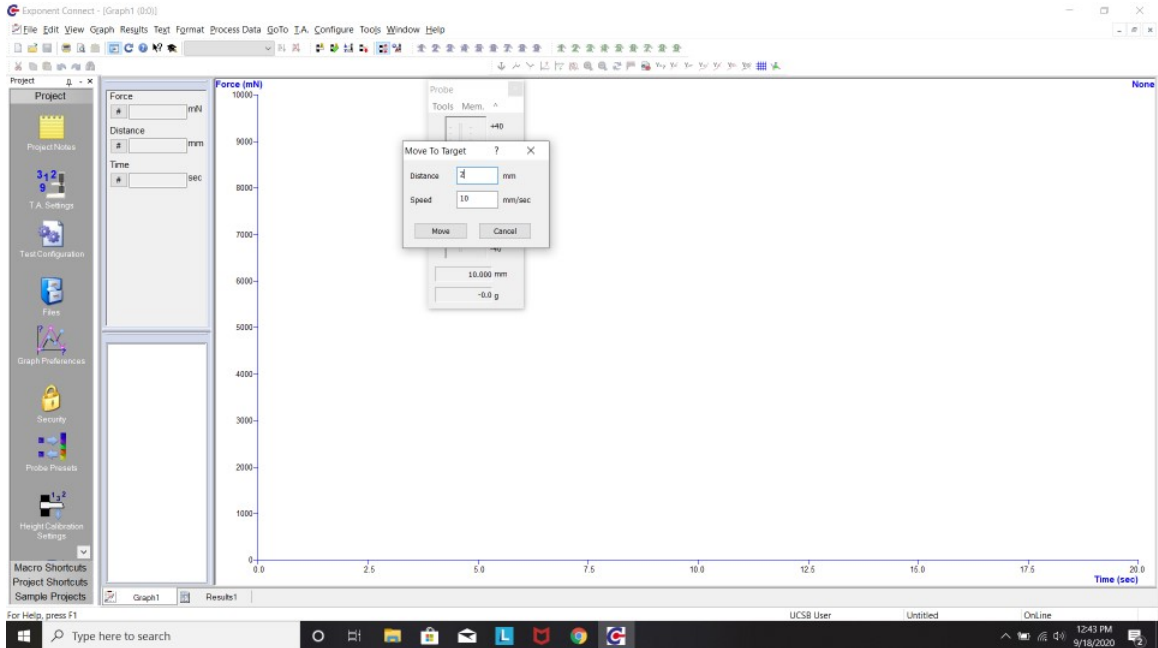 Exponent Connect - [Graph1 (0:0)]
File Edit View Graph Results Text Format Process Data GoTo T.A. Configure Tools Window Help
Project
Project
Project Notes
T.A. Settings
Test Configuration
Files
Graph Preferences
Security
Probe Presets
Height Calibration
Settings
Macro Shortcuts
Project Shortcuts
Sample Projects
Force
# mN
Distance
# mm
Time
# sec
Force (mN)
10000
9000
8000
7000
6000
5000
4000
3000
2000
1000
0
0.0 2.5 5.0 7.5 10.0 12.5 15.0 17.5 20.0
Time (sec)
None
Probe
Tools Mem. ^
+40
Move To Target ? ×
Distance 2 mm
Speed 10 mm/sec
Move Cancel
-40
10.000 mm
-0.0 g
Graph1 Results1
For Help, press F1 UCSB User Untitled OnLine
Type here to search
12:43 PM
9/18/2020